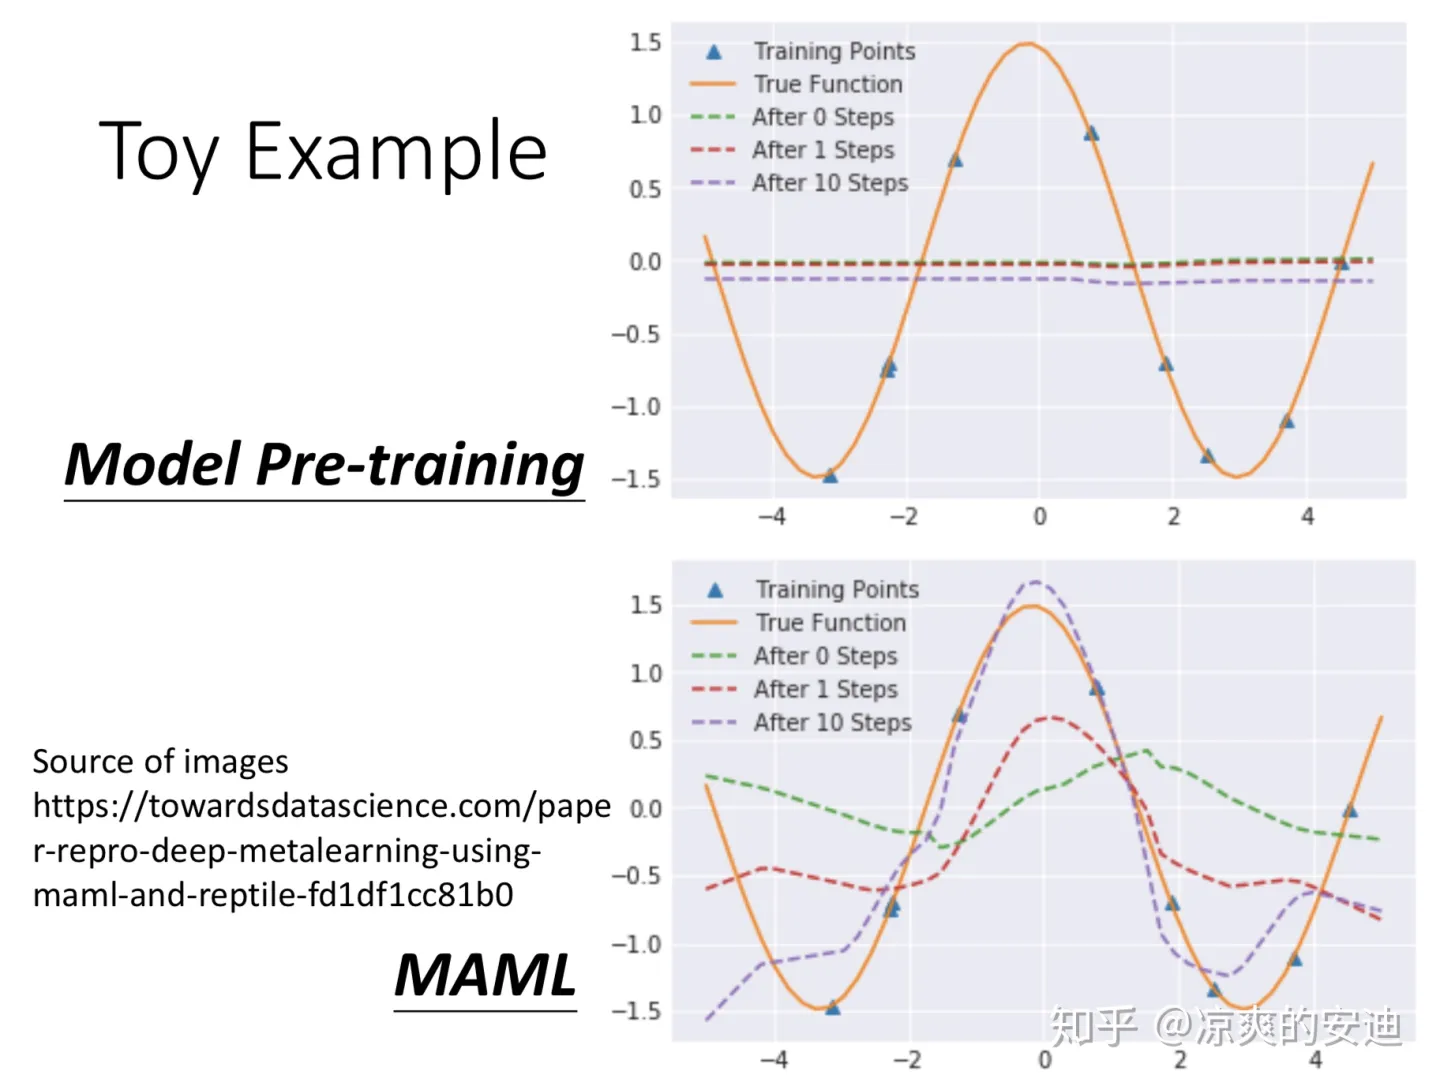 Toy Example
1.5
1.0
0.5
0.0
−0.5
−1.0
−1.5
Training Points
True Function
After 0 Steps
After 1 Steps
After 10 Steps
−4 −2 0 2 4
Model Pre-training
1.5
1.0
0.5
0.0
−0.5
−1.0
−1.5
Training Points
True Function
After 0 Steps
After 1 Steps
After 10 Steps
−4 −2 0 2 4
Source of images
https://towardsdatascience.com/pape
r-repro-deep-metalearning-using-
maml-and-reptile-fd1df1cc81b0
MAML
知乎 @凉爽的安迪